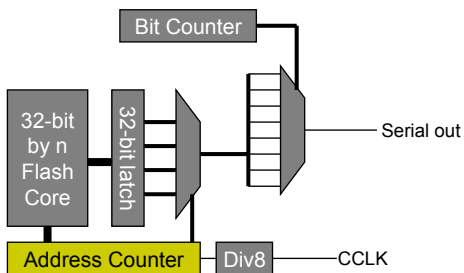 Bit Counter
32-bit
by n
Flash
Core
32-bit latch
Serial out
Address Counter
Div8
CCLK